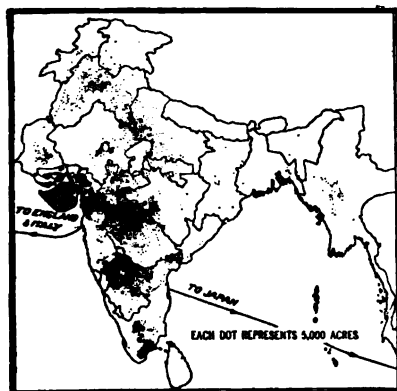 TO ENGLAND
& ITALY
TO JAPAN
EACH DOT REPRESENTS 5,000 ACRES